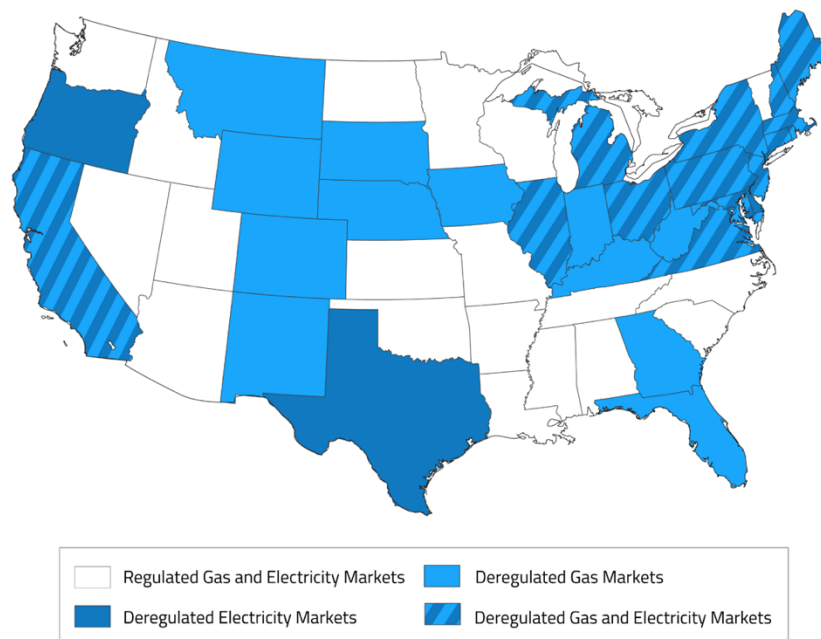 Regulated Gas and Electricity Markets
Deregulated Gas Markets
Deregulated Electricity Markets
Deregulated Gas and Electricity Markets